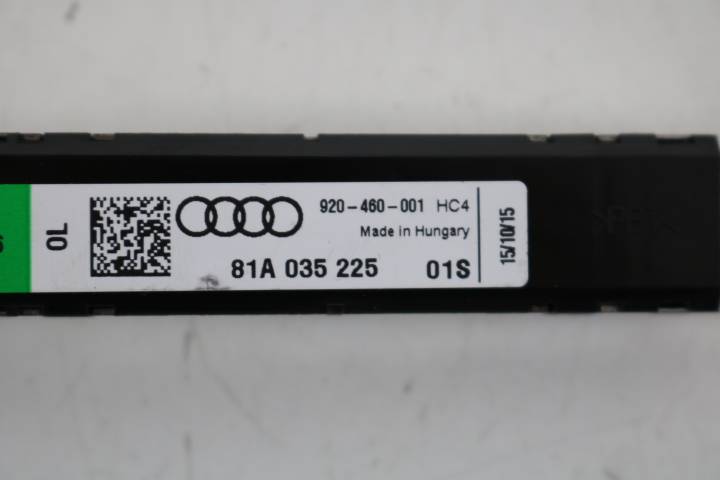 OL
920-460-001 HC4
Made in Hungary
81A 035 225 01S
15/10/15